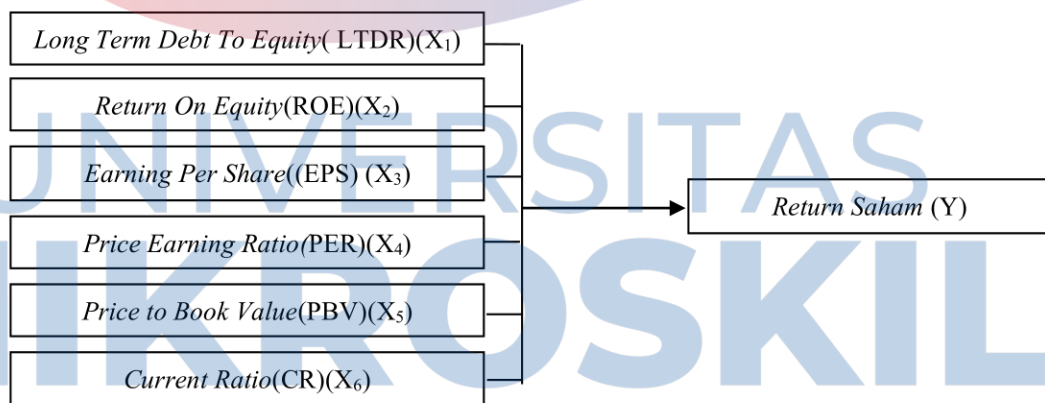 Long Term Debt To Equity( LTDR)(X₁)
Return On Equity(ROE)(X₂)
Earning Per Share((EPS) (X₃)
Price Earning Ratio(PER)(X₄)
Price to Book Value(PBV)(X₅)
Current Ratio(CR)(X₆)
Return Saham (Y)
UNIVERSITAS
MIKROSKIL